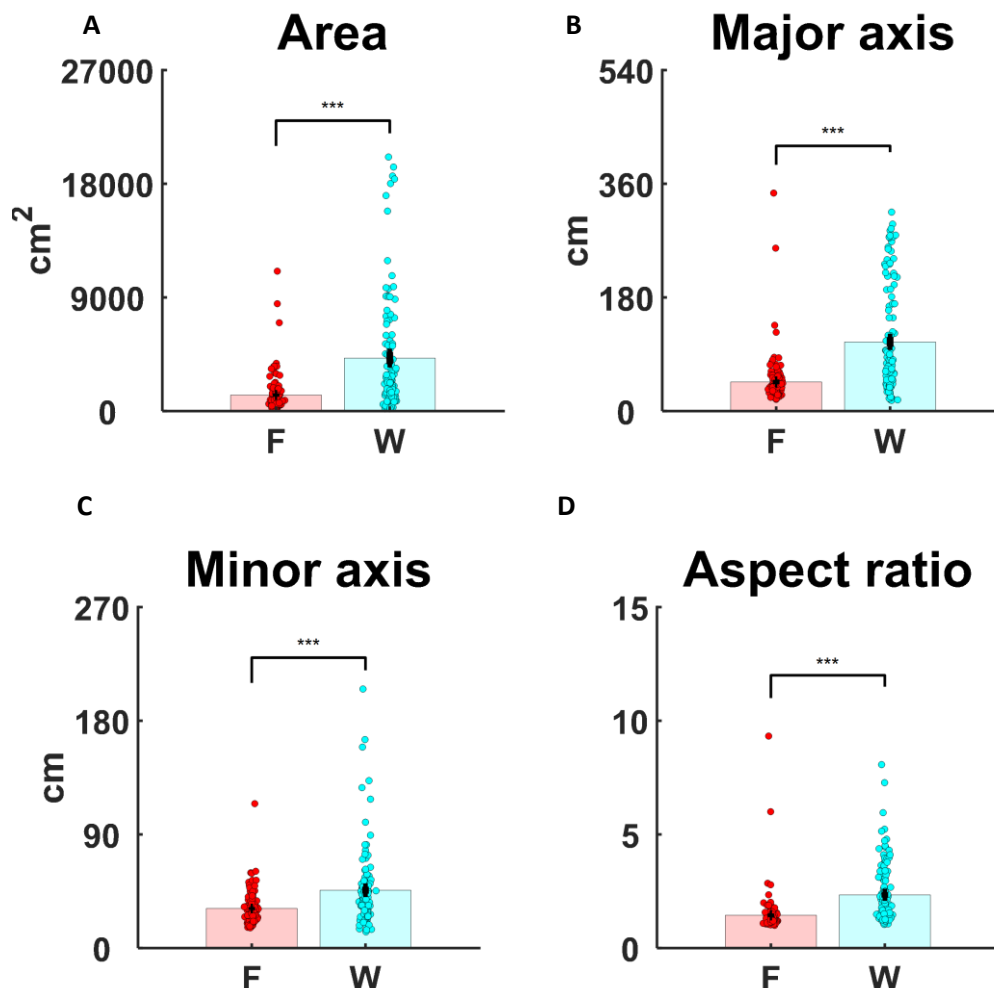 A
Area
27000
18000
9000
0
cm²
***
F
W
B
Major axis
540
360
180
0
cm
***
F
W
C
Minor axis
270
180
90
0
cm
***
F
W
D
Aspect ratio
15
10
5
0
***
F
W